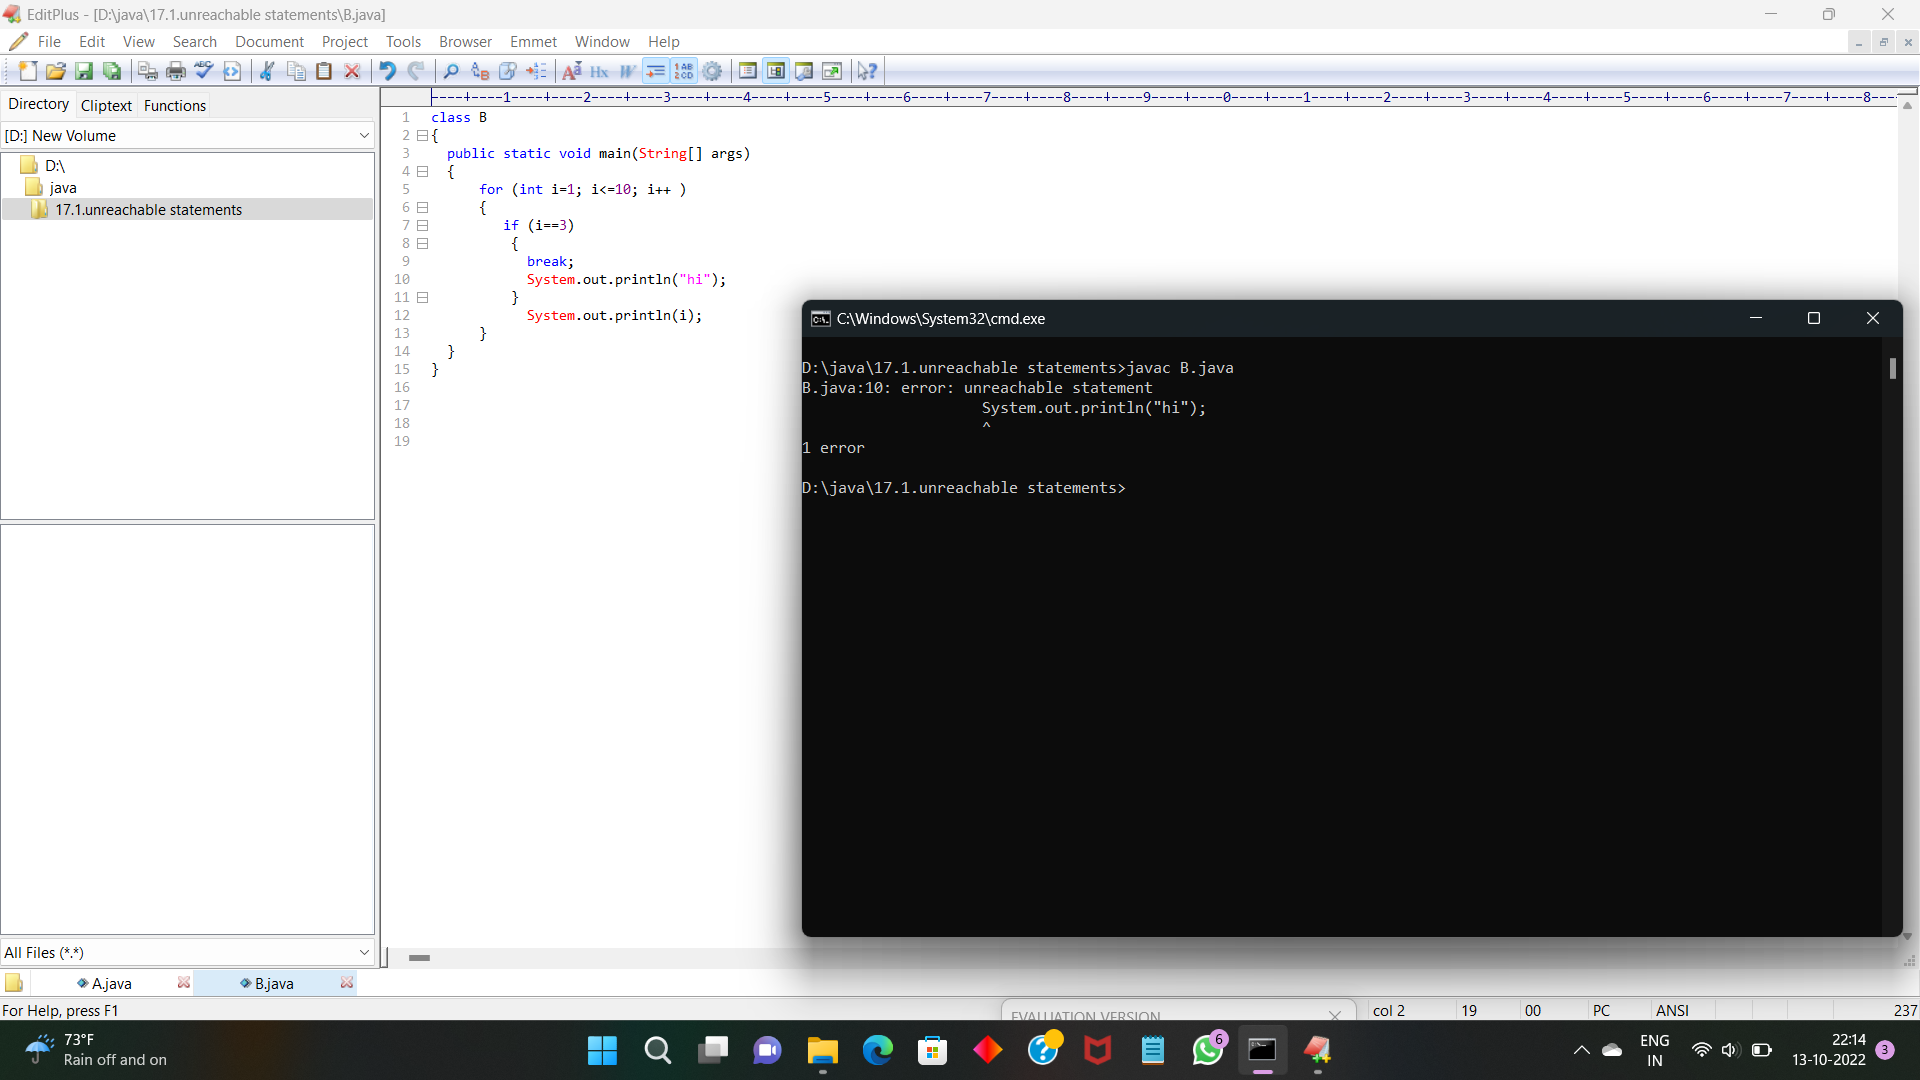 EditPlus - [D:\java\17.1.unreachable statements\B.java]
File Edit View Search Document Project Tools Browser Emmet Window Help
Directory Cliptext Functions
----+----1----+----2----+----3----+----4----+----5----+----6----+----7----+----8----+----9----+----0----+----1----+----2----+----3----+----4----+----5----+----6----+----7----+----8---
[D:] New Volume
D:\
java
17.1.unreachable statements
1 class B
2 {
3 public static void main(String[] args)
4 {
5 for (int i=1; i<=10; i++ )
6 {
7 if (i==3)
8 {
9 break;
10 System.out.println("hi");
11 }
12 System.out.println(i);
13 }
14 }
15 }
16
17
18
19
C:\Windows\System32\cmd.exe
D:\java\17.1.unreachable statements>javac B.java
B.java:10: error: unreachable statement
System.out.println("hi");
^
1 error
D:\java\17.1.unreachable statements>
All Files (*.*)
A.java B.java
For Help, press F1
EVALUATION VERSION
col 2 19 00 PC ANSI 237
73°F
Rain off and on
6
ENG
IN
22:14
13-10-2022
3